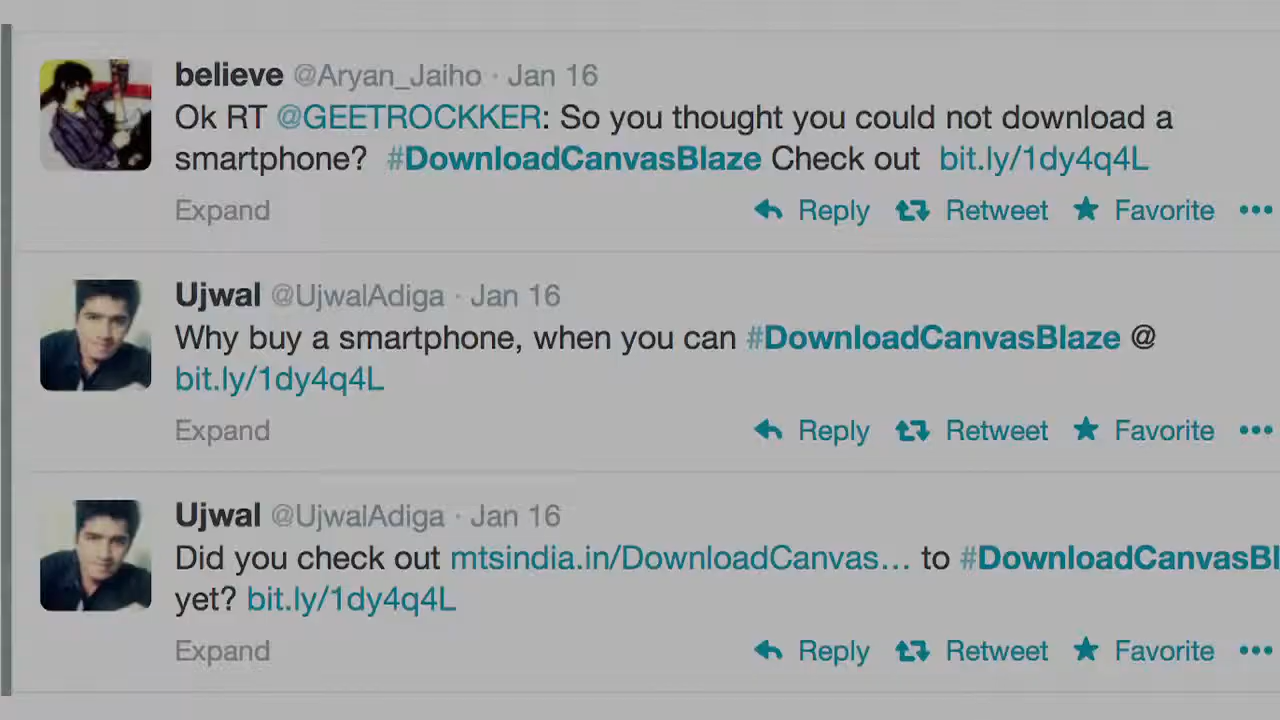 believe @Aryan_Jaiho · Jan 16
Ok RT @GEETROCKKER: So you thought you could not download a
smartphone? #DownloadCanvasBlaze Check out bit.ly/1dy4q4L
Expand Reply Retweet Favorite •••
Ujwal @UjwalAdiga · Jan 16
Why buy a smartphone, when you can #DownloadCanvasBlaze @
bit.ly/1dy4q4L
Expand Reply Retweet Favorite •••
Ujwal @UjwalAdiga · Jan 16
Did you check out mtsindia.in/DownloadCanvas... to #DownloadCanvasBl
yet? bit.ly/1dy4q4L
Expand Reply Retweet Favorite •••